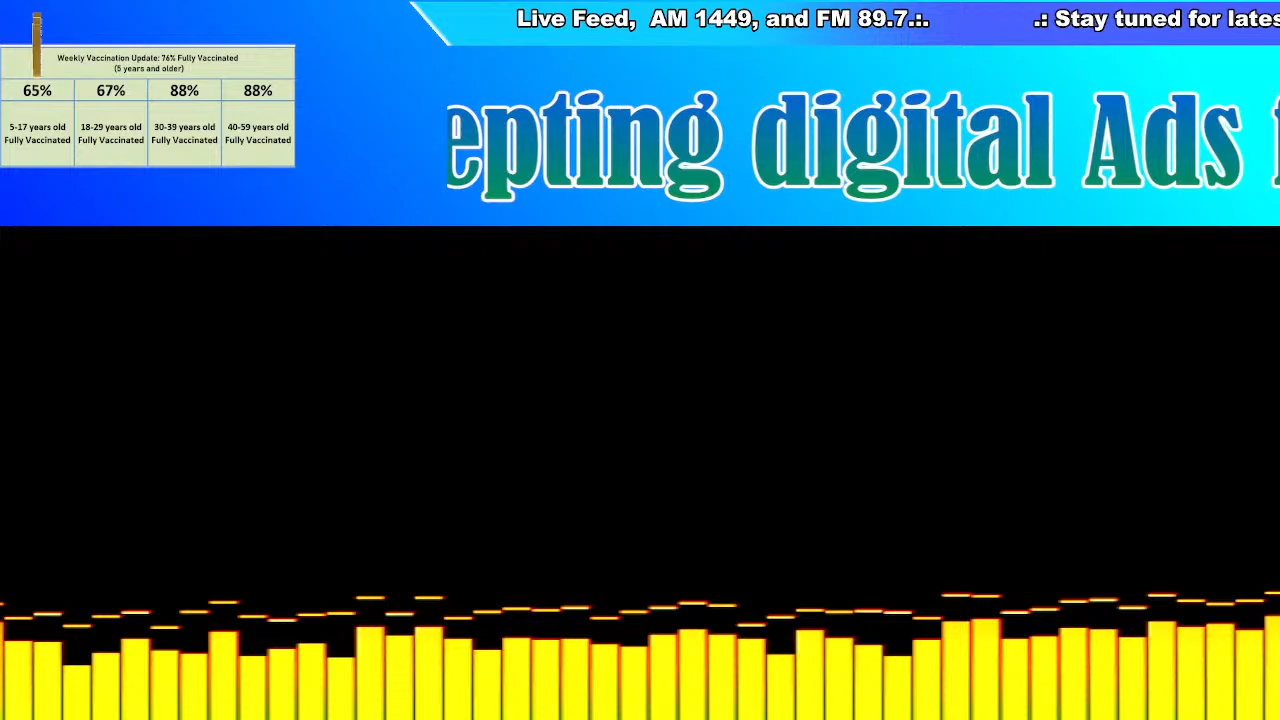 Live Feed,  AM 1449, and FM 89.7.:.
.: Stay tuned for lates
Weekly Vaccination Update: 76% Fully Vaccinated
(5 years and older)
65% 67% 88% 88%
5-17 years old 18-29 years old 30-39 years old 40-59 years old
Fully Vaccinated Fully Vaccinated Fully Vaccinated Fully Vaccinated
epting digital Ads